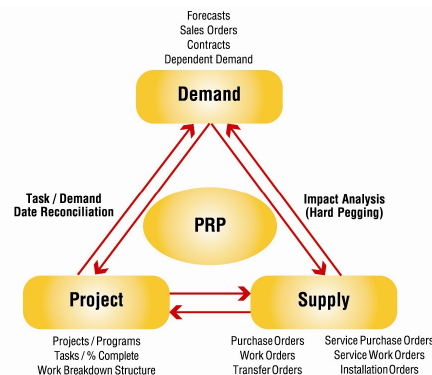 Forecasts
Sales Orders
Contracts
Dependent Demand
Demand
Task / Demand
Date Reconciliation
Impact Analysis
(Hard Pegging)
PRP
Project
Supply
Projects / Programs
Tasks / % Complete
Work Breakdown Structure
Purchase Orders
Work Orders
Transfer Orders
Service Purchase Orders
Service Work Orders
Installation Orders